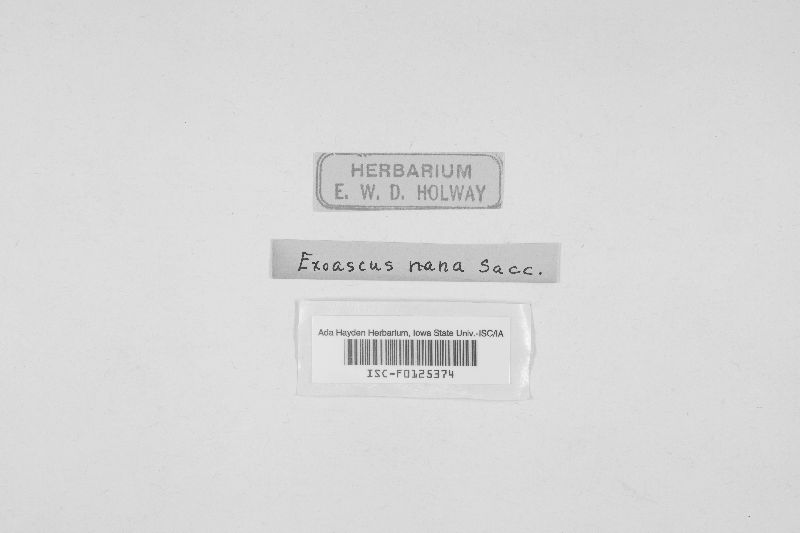 HERBARIUM
E. W. D. HOLWAY
Exoascus nana Sacc.
Ada Hayden Herbarium, Iowa State Univ.-ISC/IA
ISC-F0125374